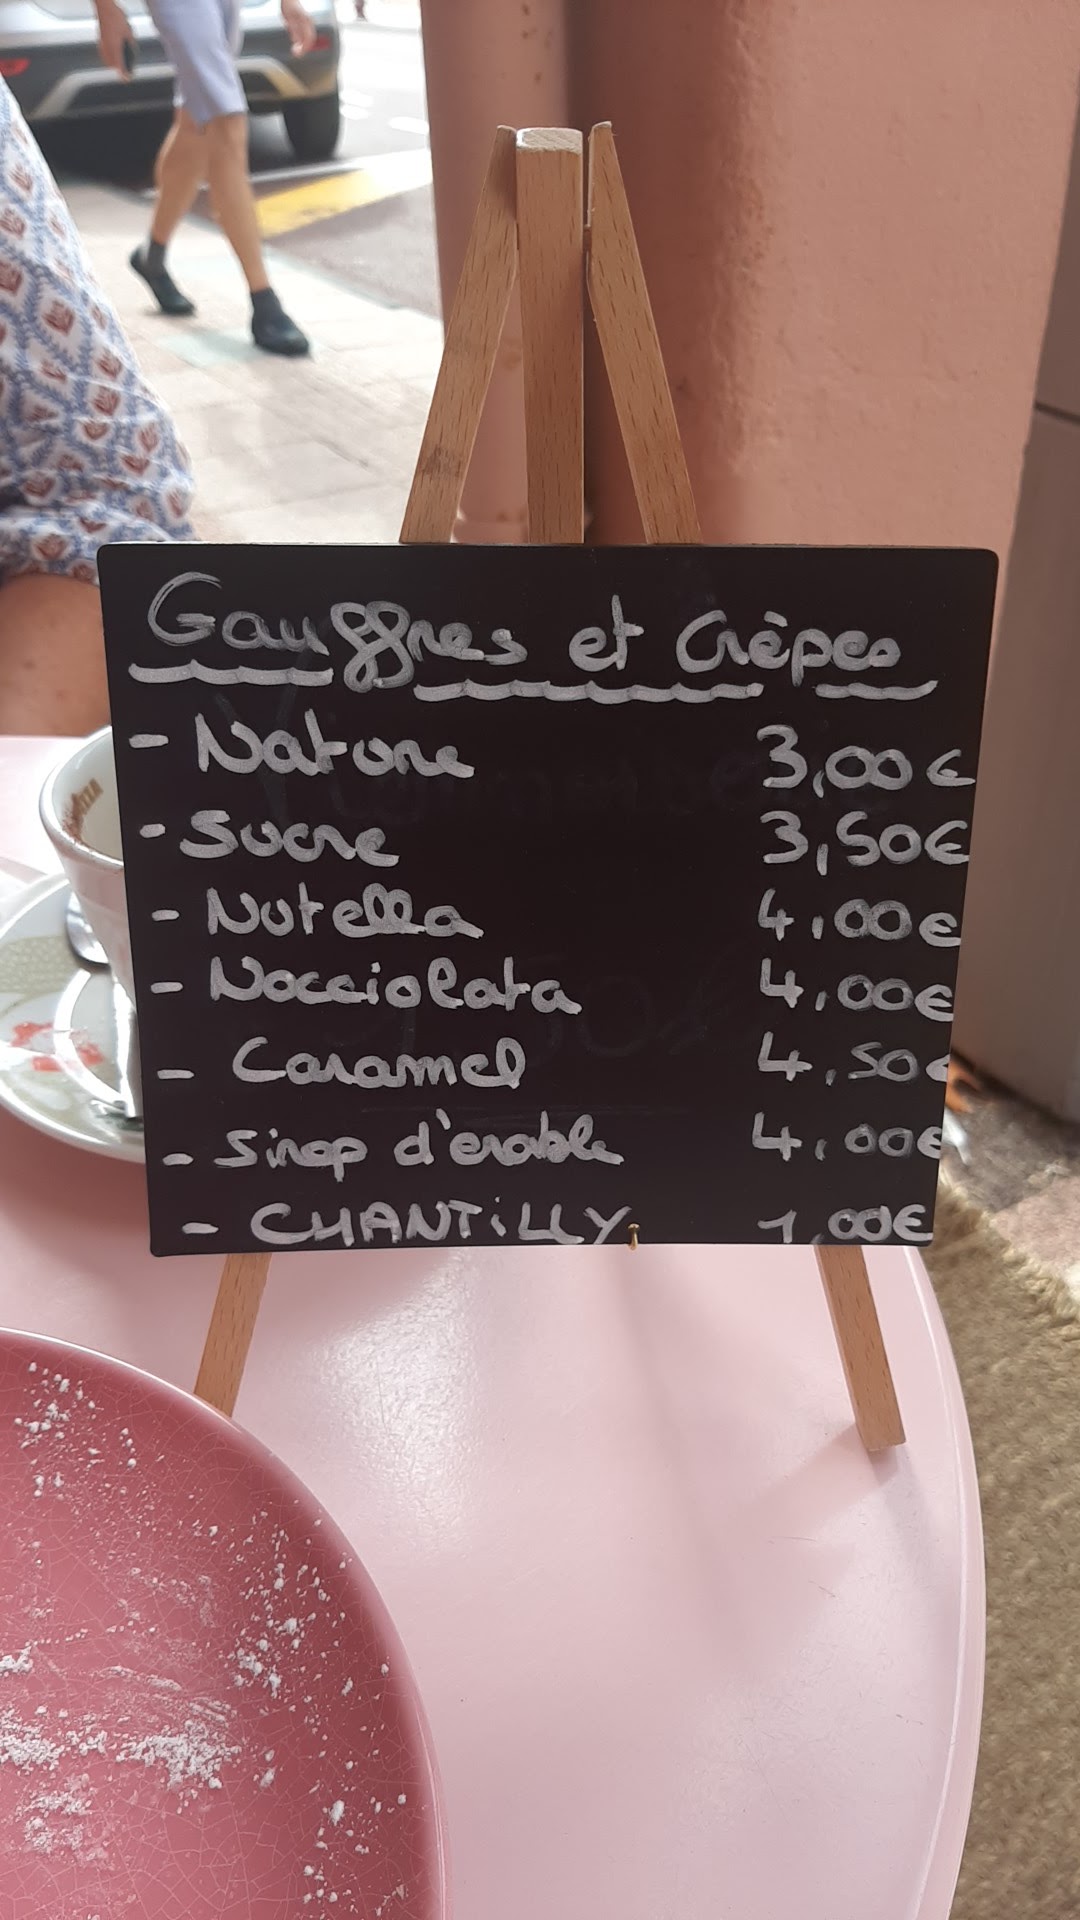 Gauffres et Crêpes
- Nature 3,00€
- Sucre 3,50€
- Nutella 4,00€
- Nocciolata 4,00€
- Caramel 4,50€
- Sirop d'erable 4,00€
- CHANTiLLY 1,00€